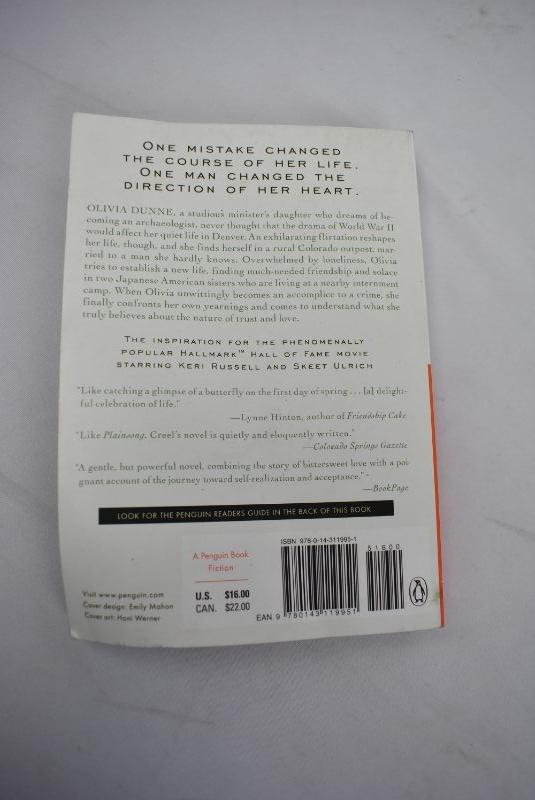 ONE MISTAKE CHANGED
THE COURSE OF HER LIFE.
ONE MAN CHANGED THE
DIRECTION OF HER HEART.
OLIVIA DUNNE, a studious minister's daughter who dreams of be-
coming an archaeologist, never thought that the drama of World War II
would affect her quiet life in Denver. An exhilarating flirtation reshapes
her life, though, and she finds herself in a rural Colorado outpost, mar-
ried to a man she hardly knows. Overwhelmed by loneliness, Olivia
tries to establish a new life, finding much-needed friendship and solace
in two Japanese American sisters who are living at a nearby internment
camp. When Olivia unwittingly becomes an accomplice to a crime, she
finally confronts her own yearnings and comes to understand what she
truly believes about the nature of trust and love.
THE INSPIRATION FOR THE PHENOMENALLY
POPULAR HALLMARK™ HALL OF FAME MOVIE
STARRING KERI RUSSELL AND SKEET ULRICH
"Like catching a glimpse of a butterfly on the first day of spring . . . [a] delight-
ful celebration of life."
—Lynne Hinton, author of Friendship Cake
"Like Plainsong, Creel's novel is quietly and eloquently written."
—Colorado Springs Gazette
"A gentle, but powerful novel, combining the story of bittersweet love with a poi-
gnant account of the journey toward self-realization and acceptance."
—BookPage
LOOK FOR THE PENGUIN READERS GUIDE IN THE BACK OF THIS BOOK
ISBN 978-0-14-311995-1
51600
A Penguin Book
Fiction
Visit www.penguin.com
Cover design: Emily Mahon
Cover art: Honi Werner
U.S. $16.00
CAN. $22.00
EAN 9 780143 119951